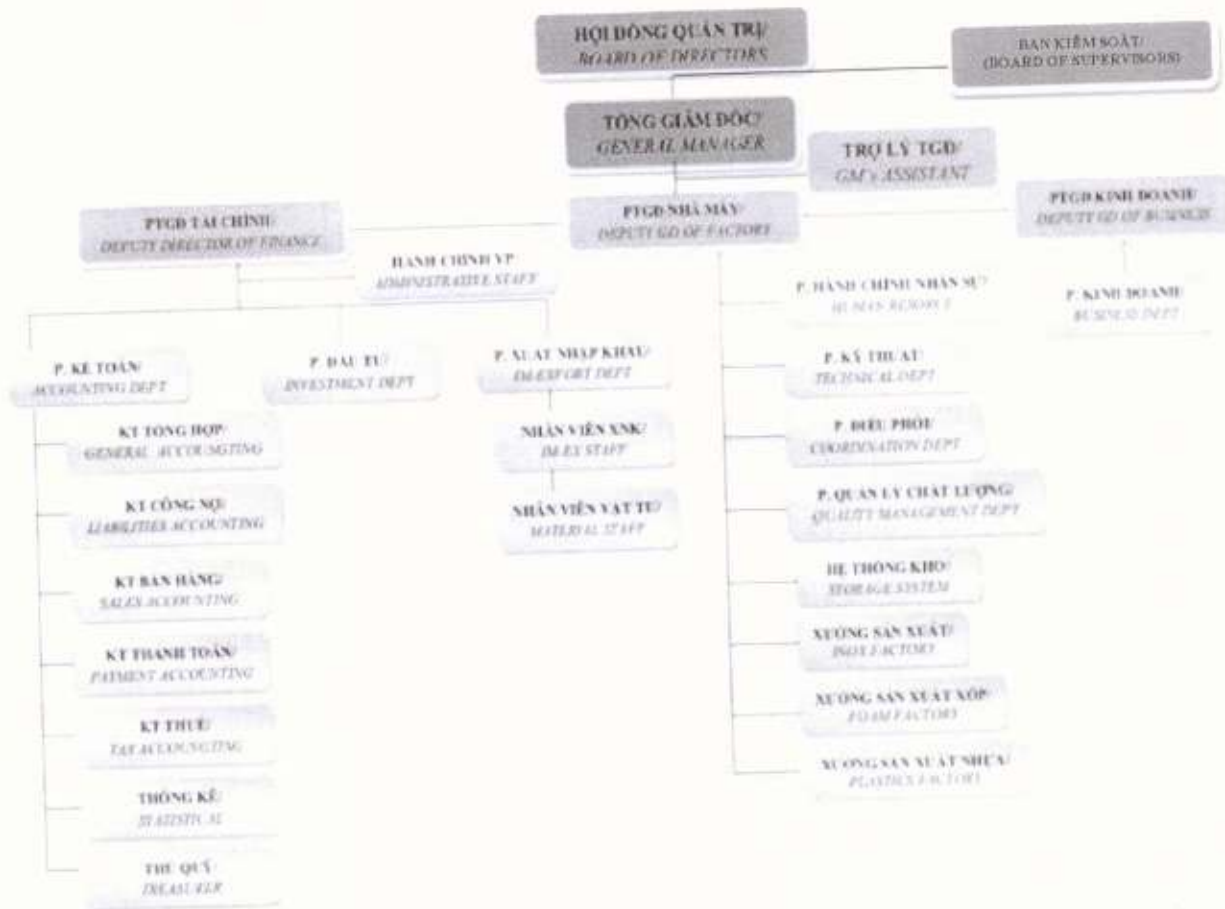 HỘI ĐỒNG QUẢN TRỊ/
BOARD OF DIRECTORS
BAN KIỂM SOÁT/
(BOARD OF SUPERVISORS)
TỔNG GIÁM ĐỐC/
GENERAL MANAGER
TRỢ LÝ TGĐ/
GM's ASSISTANT
PTGĐ TÀI CHÍNH/
DEPUTY DIRECTOR OF FINANCE
PTGĐ NHÀ MÁY/
DEPUTY GD OF FACTORY
PTGĐ KINH DOANH/
DEPUTY GD OF BUSINESS
HÀNH CHÍNH VP
ADMINISTRATIVE STAFF
P. HÀNH CHÍNH NHÂN SỰ/
HUMAN
P. KINH DOANH/
BUSINESS DEPT
P. KẾ TOÁN/
ACCOUNTING DEPT
P. ĐẦU TƯ/
INVESTMENT DEPT
P. XUẤT NHẬP KHẨU/
IM-EXPORT DEPT
P. KỸ THUẬT/
TECHNICAL DEPT
KT TỔNG HỢP/
GENERAL ACCOUNGTING
NHÂN VIÊN XNK/
IM-EX STAFF
P. ĐIỀU PHỐI/
COORDINATION DEPT
KT CÔNG NỢ/
LIABILITIES ACCOUNTING
NHÂN VIÊN VẬT TƯ/
MATERIAL STAFF
P. QUẢN LÝ CHẤT LƯỢNG/
QUALITY MANAGEMENT DEPT
KT BÁN HÀNG/
SALES ACCOUNTING
HỆ THỐNG KHO/
STORAGE SYSTEM
KT THANH TOÁN/
PAYMENT ACCOUNTING
XƯỞNG SẢN XUẤT/
INOX FACTORY
KT THUẾ/
TAX ACCOUNGTING
XƯỞNG SẢN XUẤT XỐP/
FOAM FACTORY
THỐNG KÊ/
STATISTICAL
XƯỞNG SẢN XUẤT NHỰA/
PLASTICS FACTORY
THỦ QUỸ/
TREASURER